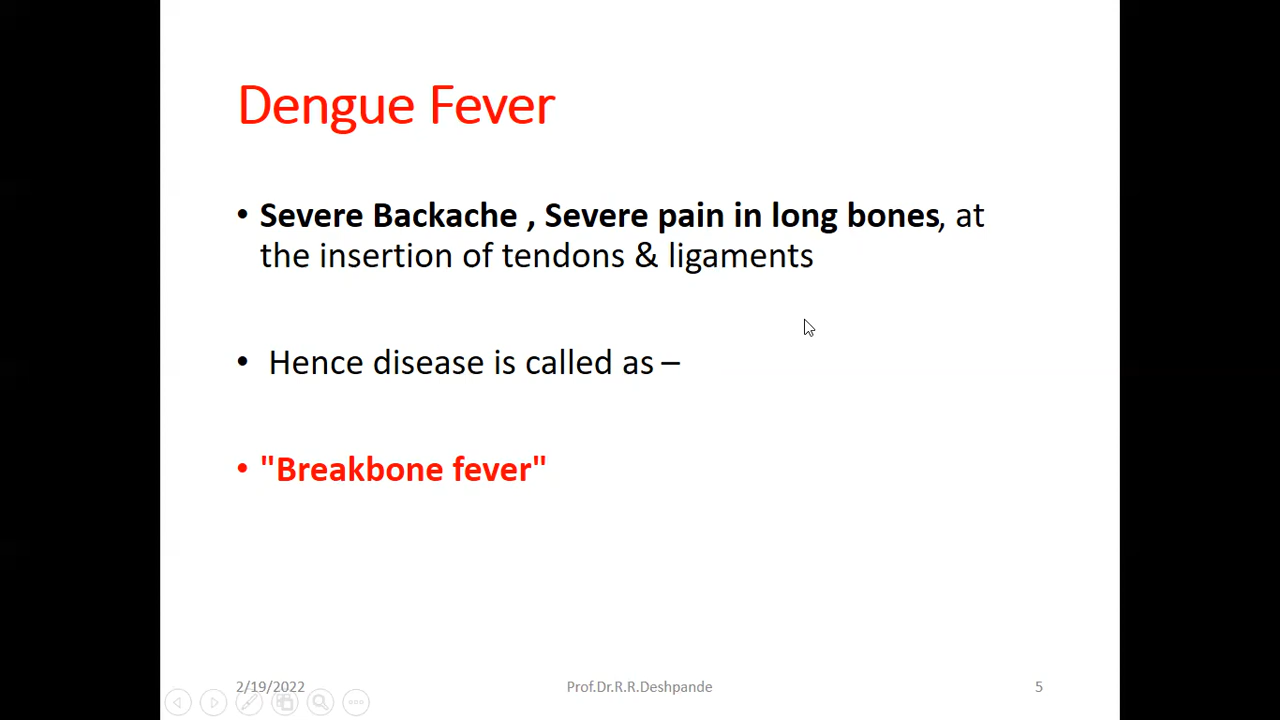 Dengue Fever
• Severe Backache , Severe pain in long bones, at
the insertion of tendons & ligaments
• Hence disease is called as –
• "Breakbone fever"
2/19/2022
Prof.Dr.R.R.Deshpande
5